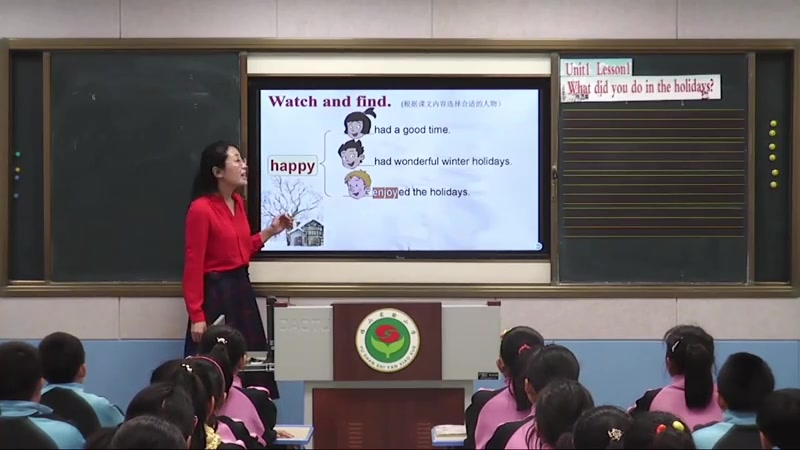 Watch and find. (根据课文内容选择合适的人物)
had a good time.
happy
had wonderful winter holidays.
enjoyed the holidays.
Unit1 Lesson1
What did you do in the holidays?